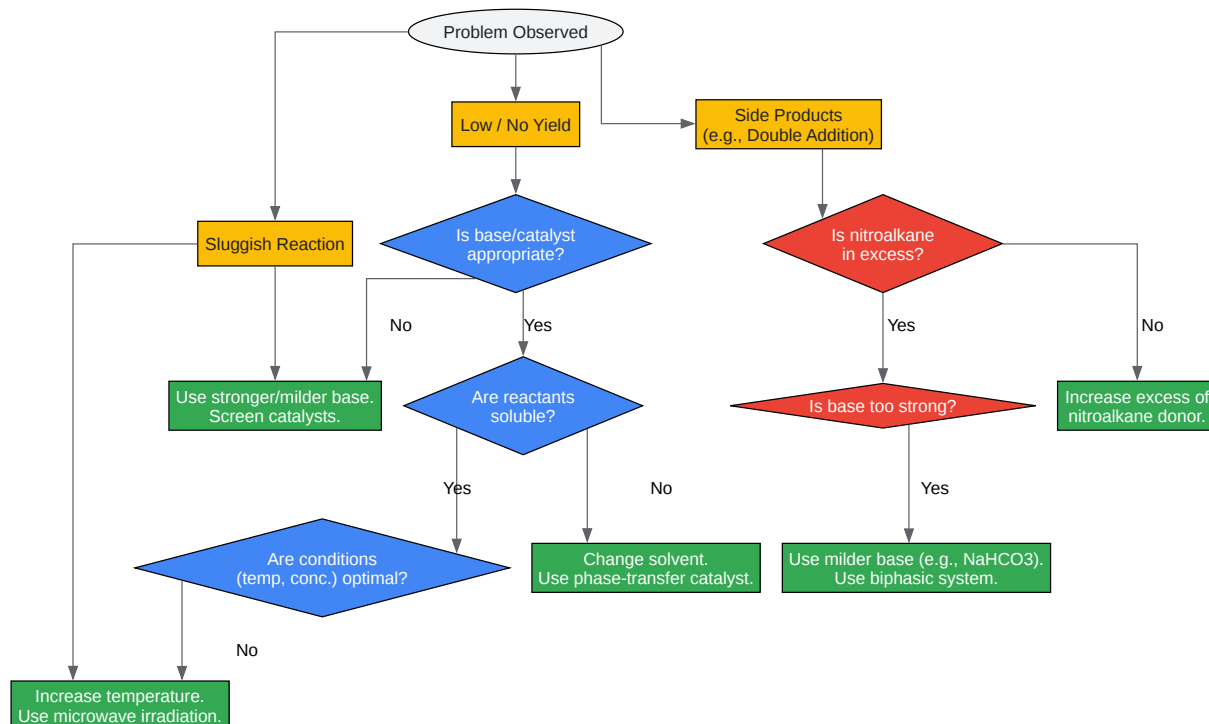 Problem Observed
Low / No Yield
Side Products
(e.g., Double Addition)
Sluggish Reaction
Is base/catalyst
appropriate?
Is nitroalkane
in excess?
No
Yes
Yes
No
Use stronger/milder base.
Screen catalysts.
Are reactants
soluble?
Is base too strong?
Increase excess of
nitroalkane donor.
Yes
No
Yes
Are conditions
(temp, conc.) optimal?
Change solvent.
Use phase-transfer catalyst.
Use milder base (e.g., NaHCO3).
Use biphasic system.
No
Increase temperature.
Use microwave irradiation.